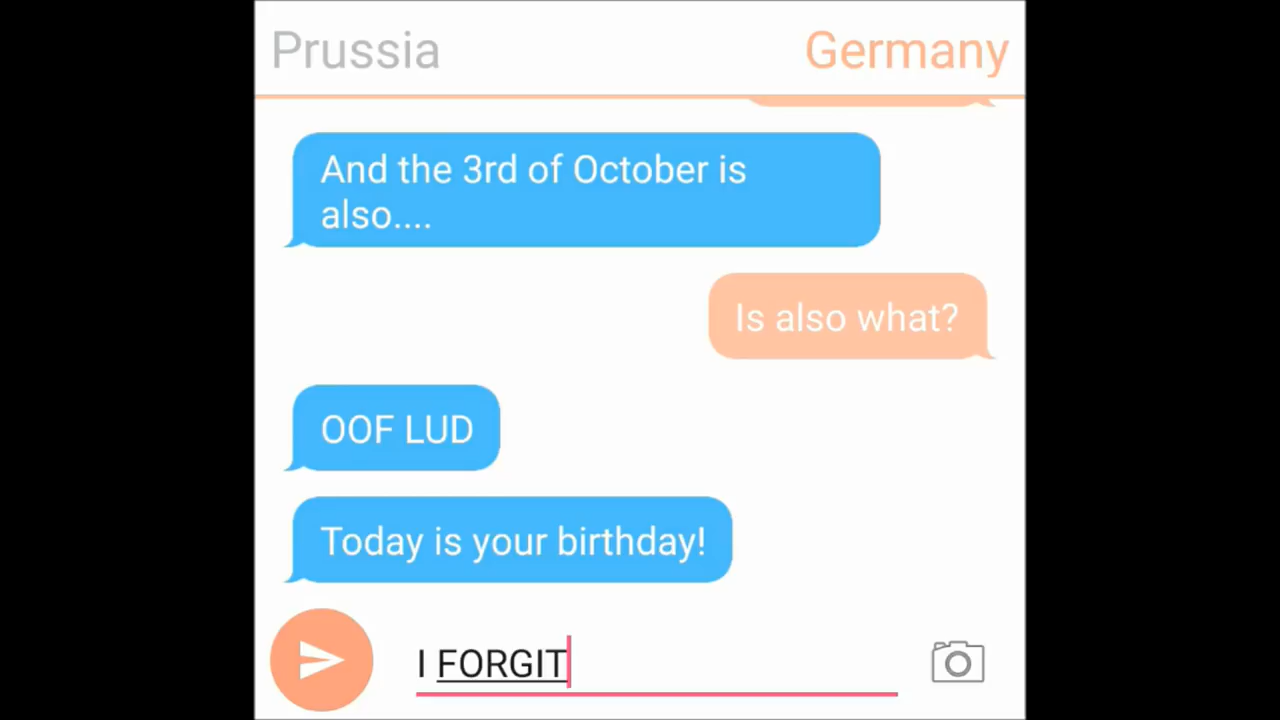 Prussia
Germany
And the 3rd of October is
also....
Is also what?
OOF LUD
Today is your birthday!
I FORGIT